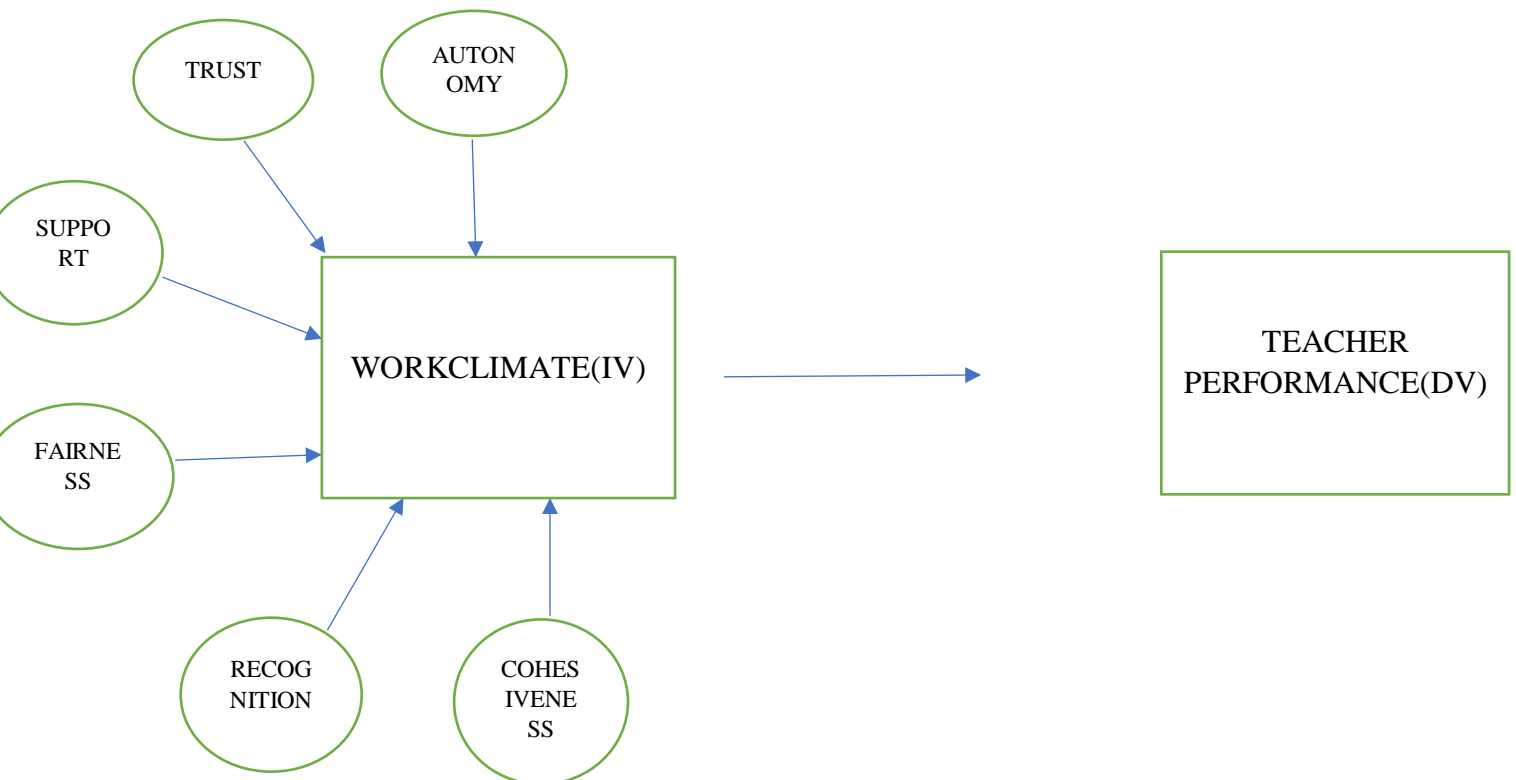 TRUST
AUTON
OMY
SUPPO
RT
WORKCLIMATE(IV)
TEACHER
PERFORMANCE(DV)
FAIRNE
SS
RECOG
NITION
COHES
IVENE
SS